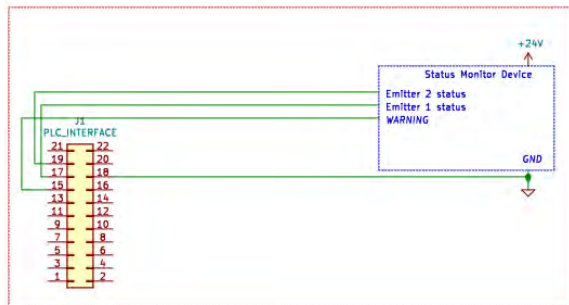 +24V
Status Monitor Device
Emitter 2 status
Emitter 1 status
WARNING
GND
J1
PLC_INTERFACE
21 22
19 20
17 18
15 16
13 14
11 12
9 10
7 8
5 6
3 4
1 2